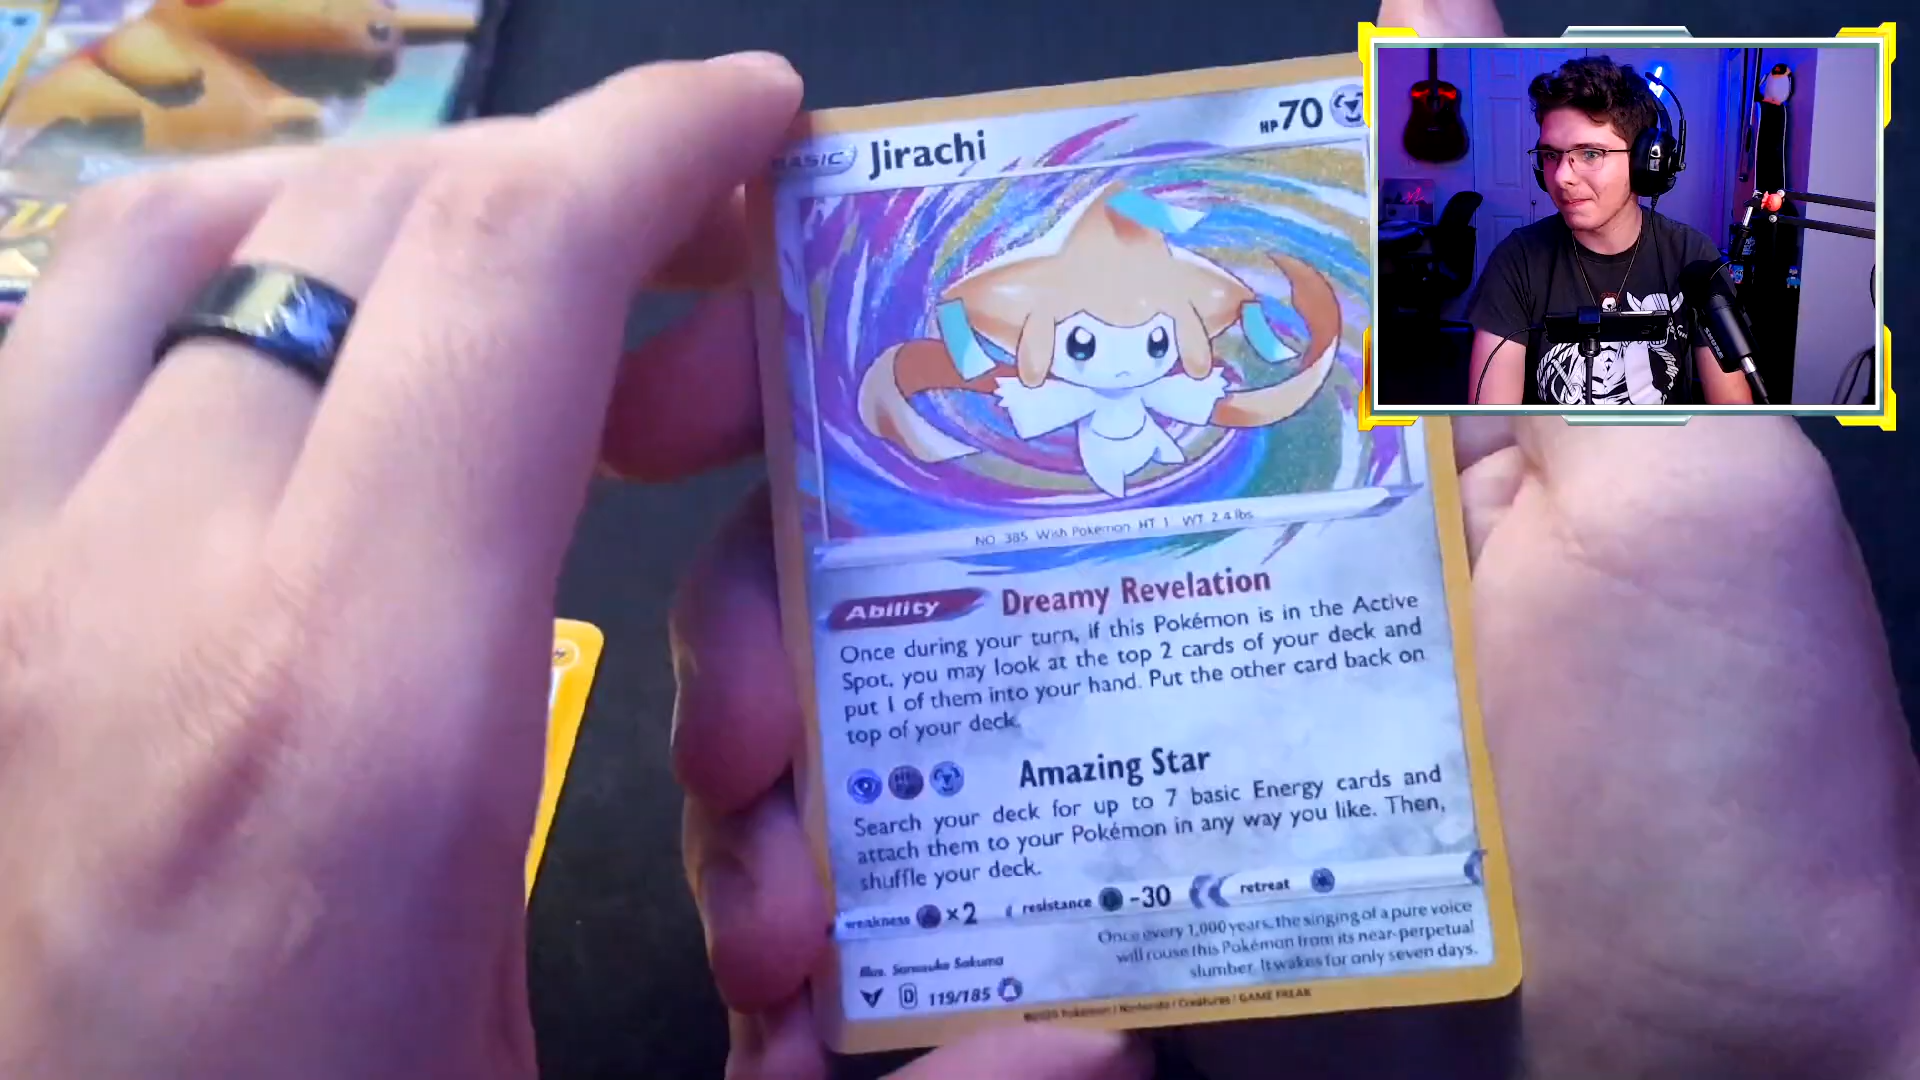 BASIC Jirachi HP 70
NO. 385 Wish Pokémon HT 1 WT 2.4 lbs
Ability Dreamy Revelation
Once during your turn, if this Pokémon is in the Active
Spot, you may look at the top 2 cards of your deck and
put 1 of them into your hand. Put the other card back on
top of your deck.
Amazing Star
Search your deck for up to 7 basic Energy cards and
attach them to your Pokémon in any way you like. Then,
shuffle your deck.
weakness ×2 resistance -30 retreat
Once every 1,000 years, the singing of a pure voice
will rouse this Pokémon from its near-perpetual
slumber. It wakes for only seven days.
Illus. Sanosuke Sakuma
D 119/185
©2020 Pokémon / Nintendo / Creatures / GAME FREAK
SHURE